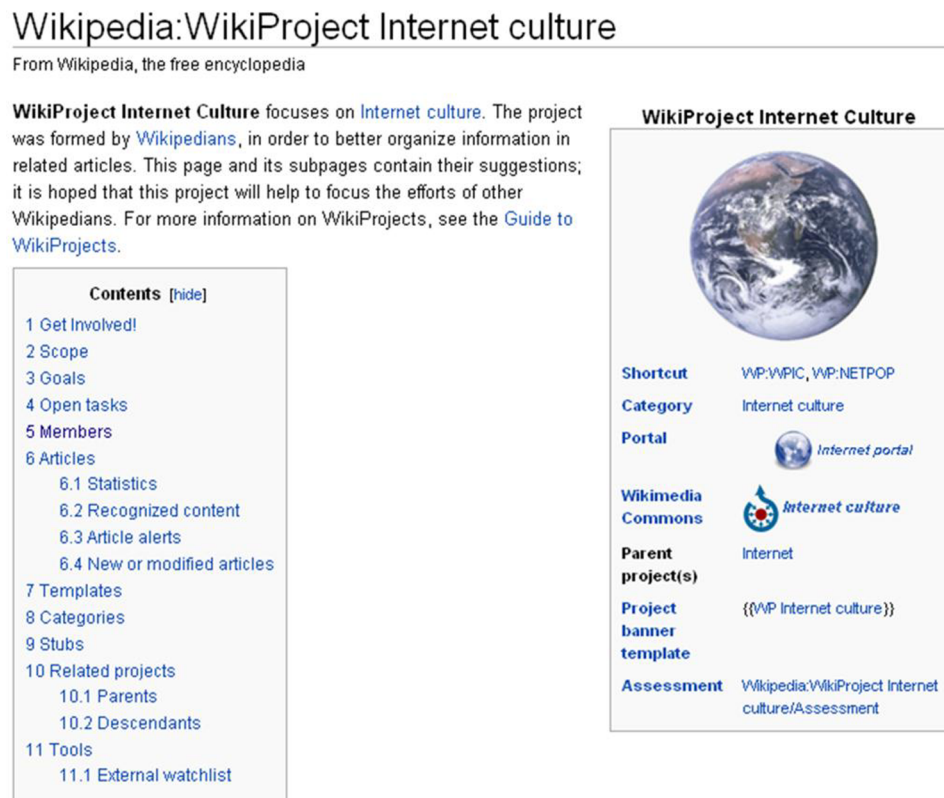 Wikipedia:WikiProject Internet culture
From Wikipedia, the free encyclopedia
WikiProject Internet Culture focuses on Internet culture. The project
was formed by Wikipedians, in order to better organize information in
related articles. This page and its subpages contain their suggestions;
it is hoped that this project will help to focus the efforts of other
Wikipedians. For more information on WikiProjects, see the Guide to
WikiProjects.
Contents [hide]
1 Get Involved!
2 Scope
3 Goals
4 Open tasks
5 Members
6 Articles
6.1 Statistics
6.2 Recognized content
6.3 Article alerts
6.4 New or modified articles
7 Templates
8 Categories
9 Stubs
10 Related projects
10.1 Parents
10.2 Descendants
11 Tools
11.1 External watchlist
WikiProject Internet Culture
Shortcut WP:WPIC, WP:NETPOP
Category Internet culture
Portal Internet portal
Wikimedia
Commons Internet culture
Parent Internet
project(s)
Project {{WP Internet culture}}
banner
template
Assessment Wikipedia:WikiProject Internet
culture/Assessment